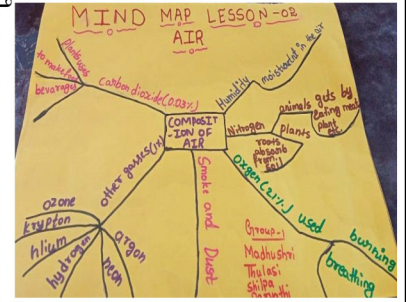 MIND MAP LESSON-02
AIR
plants uses
to make food
bevarages
carbon dioxide (0.03%)
Humidity
moisture in the air
COMPOSIT
-ION OF
AIR
Nitrogen
plants
roots
absorb
from
soil
animals gets by
eating meat
plant
etc.
other gasses (1%)
ozone
krypton
hlium
hydrogen
neon
argon
Smoke and Dust
oxgen (21%) used
burning
breathing
Group-1
Madhushri
Thulasi
Shilpa